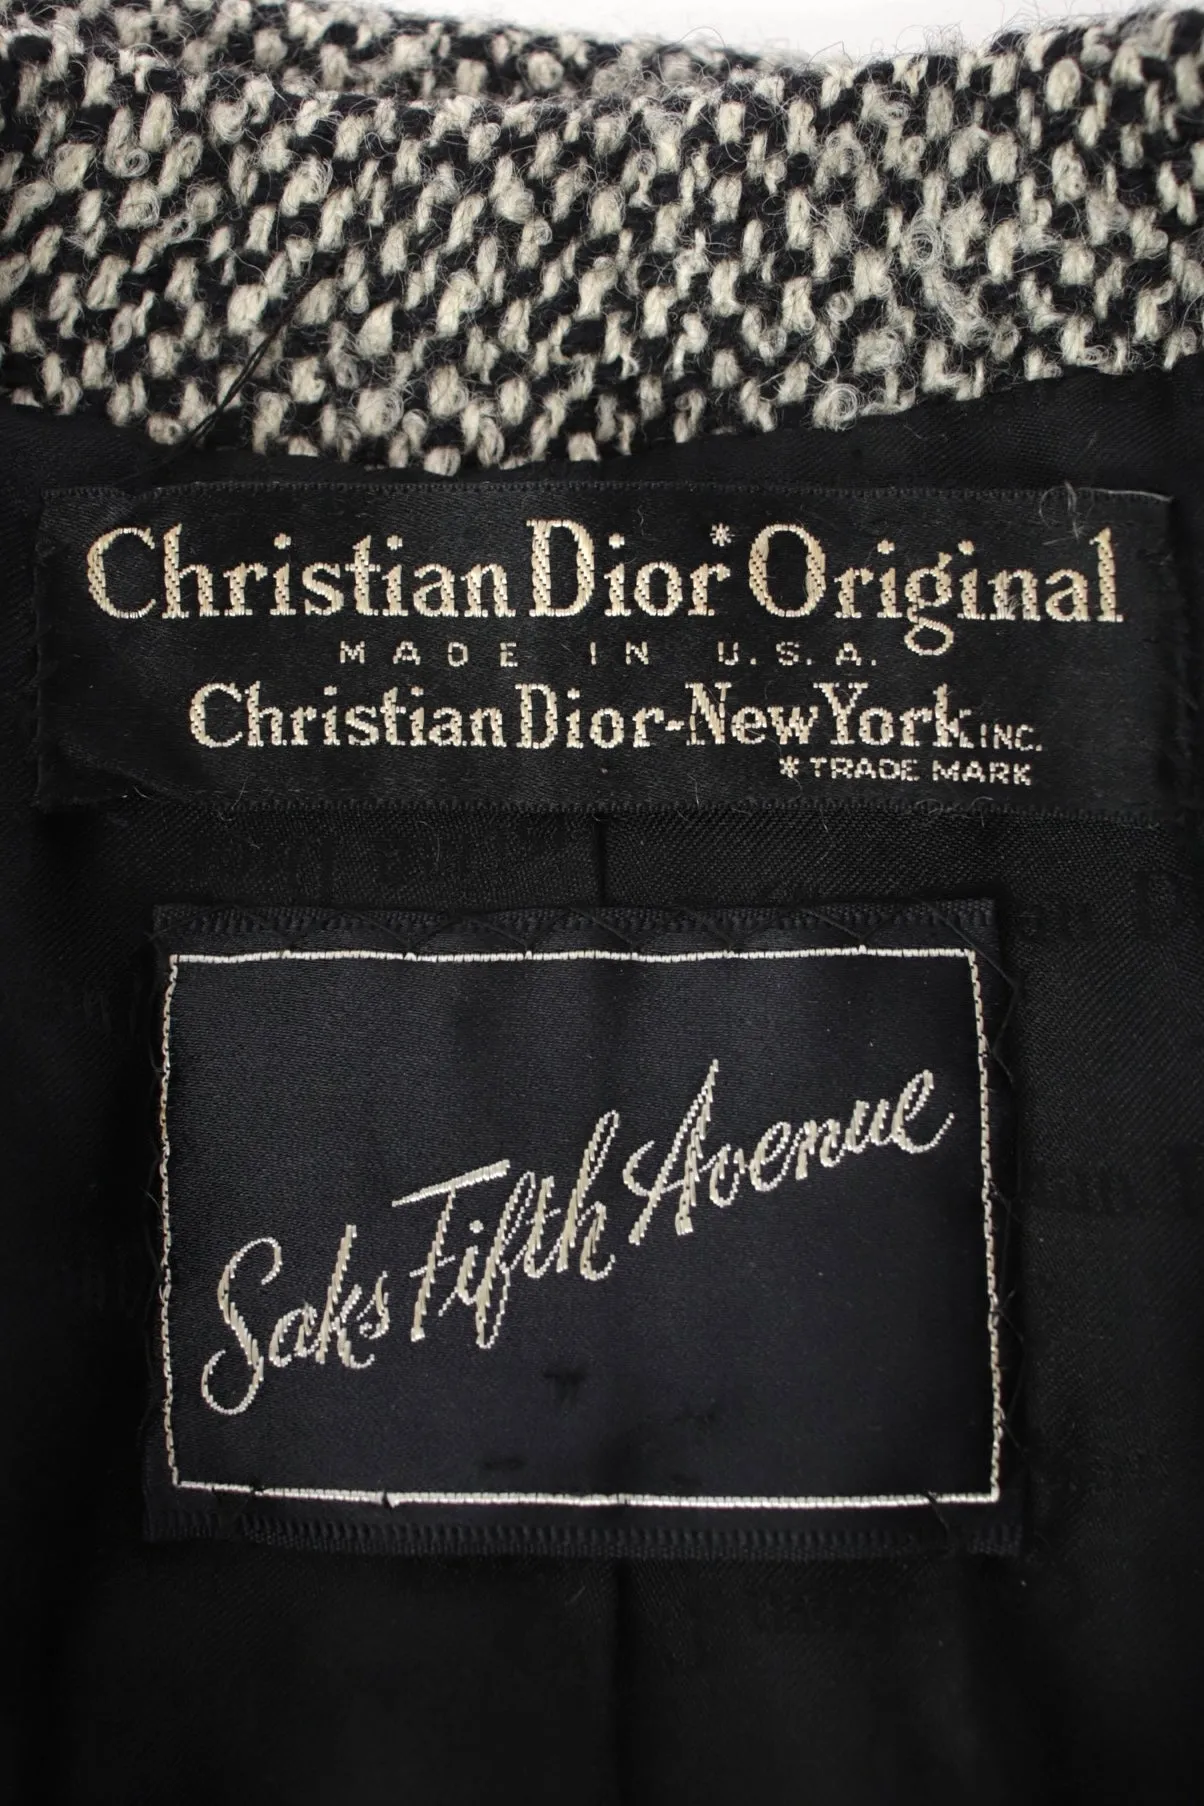 Christian Dior* Original
MADE IN U.S.A.
Christian Dior-New York INC.
*TRADE MARK
Saks Fifth Avenue